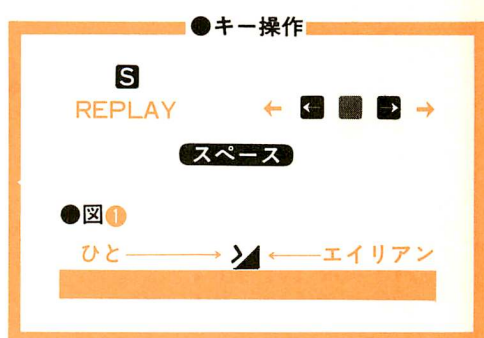 ●キー操作
S
REPLAY ← ← → →
スペース
●図1
ひと → ← エイリアン